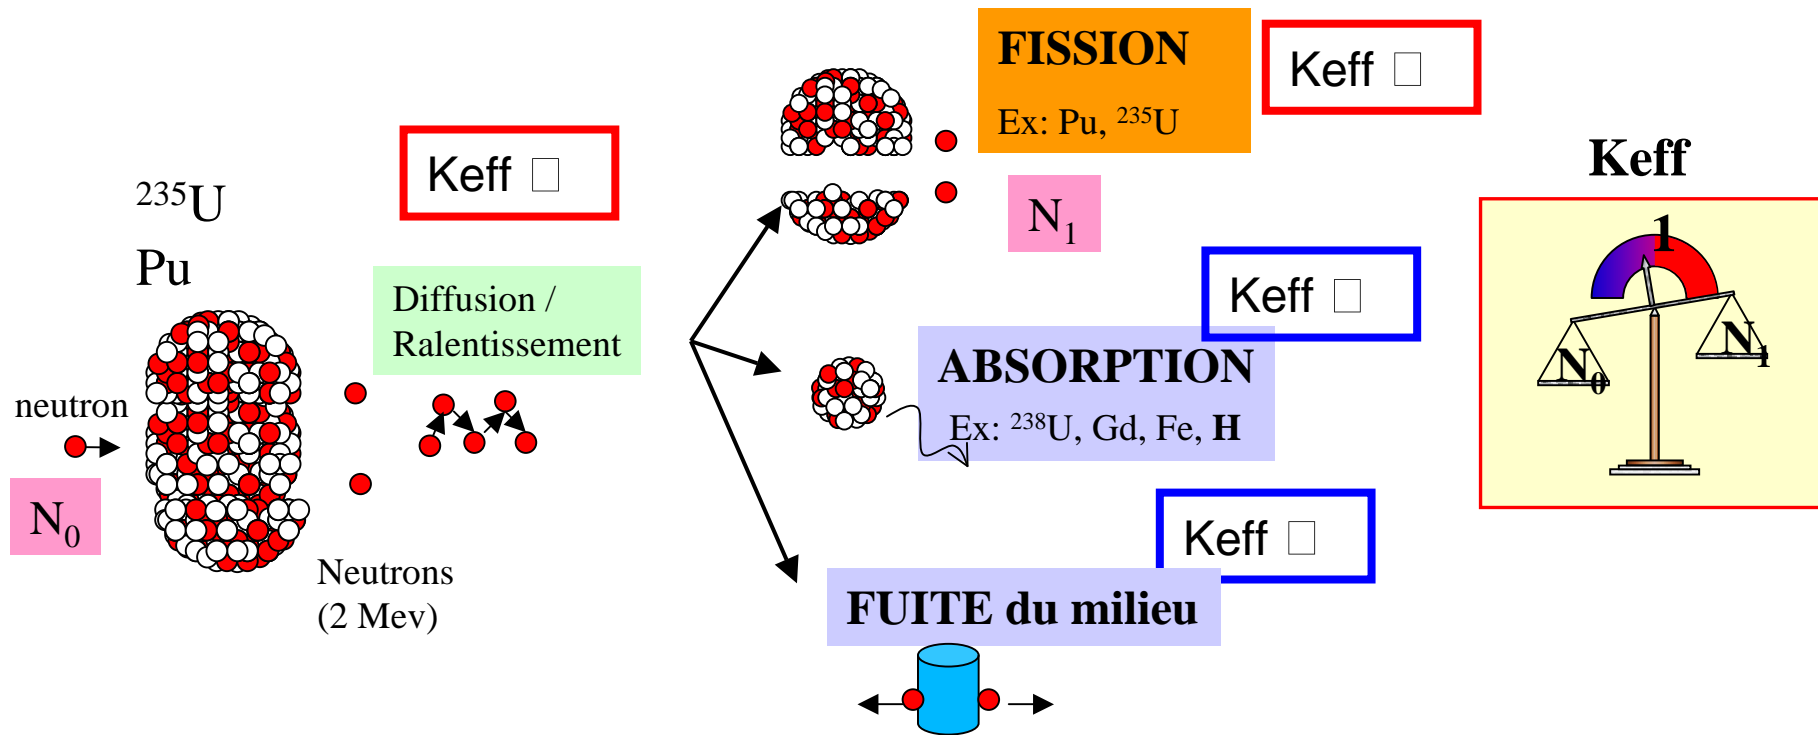 ²³⁵U
Pu
neutron
N₀
Neutrons
(2 Mev)
Keff □
Diffusion /
Ralentissement
FISSION
Ex: Pu, ²³⁵U
Keff □
N₁
Keff □
ABSORPTION
Ex: ²³⁸U, Gd, Fe, H
Keff □
FUITE du milieu
Keff
1
N₀
N₁